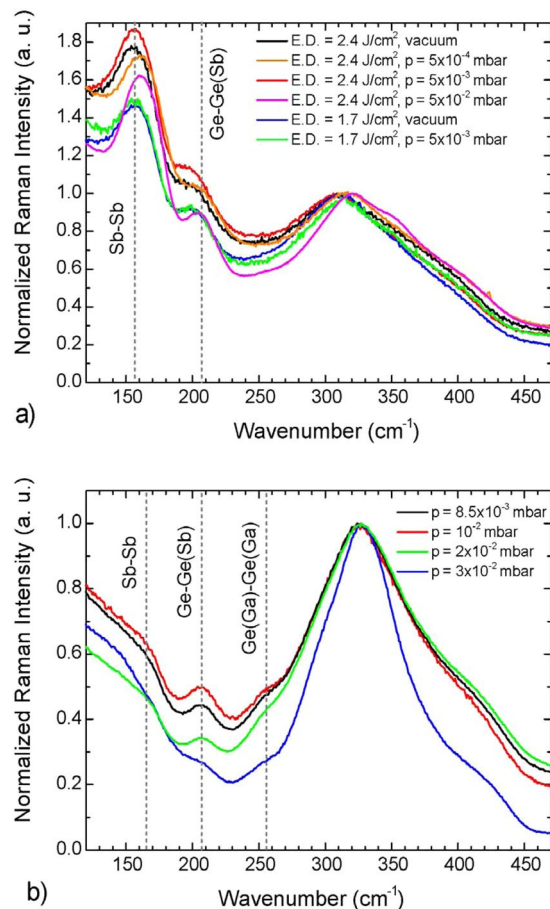 1.8
1.6
1.4
1.2
1.0
0.8
0.6
0.4
0.2
0.0
Normalized Raman Intensity (a. u.)
Sb-Sb
Ge-Ge(Sb)
E.D. = 2.4 J/cm², vacuum
E.D. = 2.4 J/cm², p = 5x10⁻⁴ mbar
E.D. = 2.4 J/cm², p = 5x10⁻³ mbar
E.D. = 2.4 J/cm², p = 5x10⁻² mbar
E.D. = 1.7 J/cm², vacuum
E.D. = 1.7 J/cm², p = 5x10⁻³ mbar
150 200 250 300 350 400 450
a)
Wavenumber (cm⁻¹)
1.0
0.8
0.6
0.4
0.2
0.0
Normalized Raman Intensity (a. u.)
Sb-Sb
Ge-Ge(Sb)
Ge(Ga)-Ge(Ga)
p = 8.5x10⁻³ mbar
p = 10⁻² mbar
p = 2x10⁻² mbar
p = 3x10⁻² mbar
150 200 250 300 350 400 450
b)
Wavenumber (cm⁻¹)